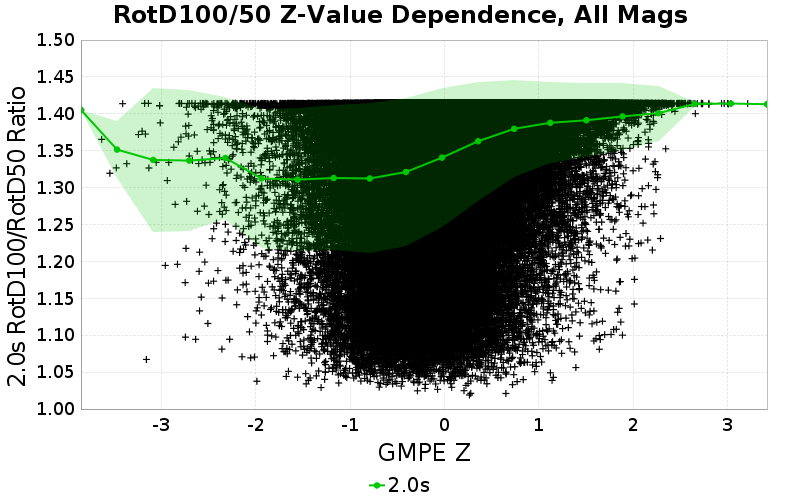 RotD100/50 Z-Value Dependence, All Mags
2.0s RotD100/RotD50 Ratio
1.50
1.45
1.40
1.35
1.30
1.25
1.20
1.15
1.10
1.05
1.00
-3 -2 -1 0 1 2 3
GMPE Z
2.0s